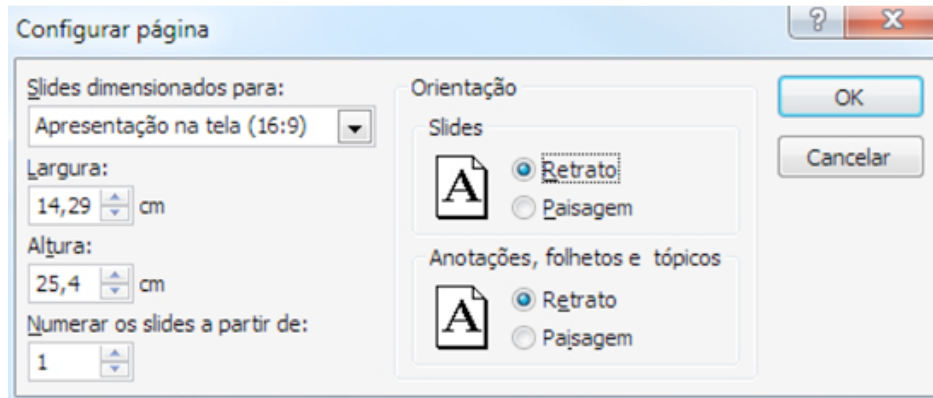 Configurar página
Slides dimensionados para:
Apresentação na tela (16:9)
Largura:
14,29 cm
Altura:
25,4 cm
Numerar os slides a partir de:
1
Orientação
Slides
A
Retrato
Paisagem
Anotações, folhetos e tópicos
A
Retrato
Paisagem
OK
Cancelar